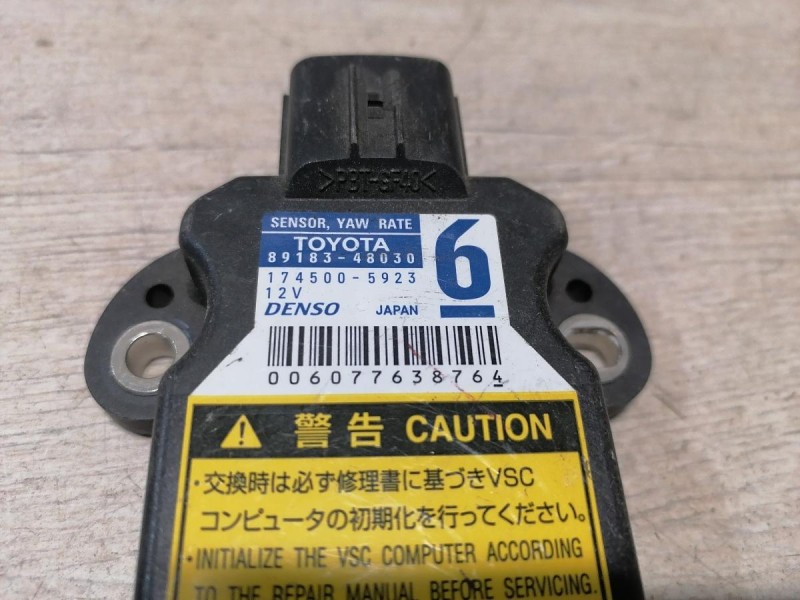 >PBT-GF40<
SENSOR, YAW RATE
TOYOTA
89183-48030
6
174500-5923
12V
DENSO JAPAN
006077638764
警告 CAUTION
・交換時は必ず修理書に基づきVSC
コンピュータの初期化を行ってください。
・INITIALIZE THE VSC COMPUTER ACCORDING
TO THE REPAIR MANUAL BEFORE SERVICING.